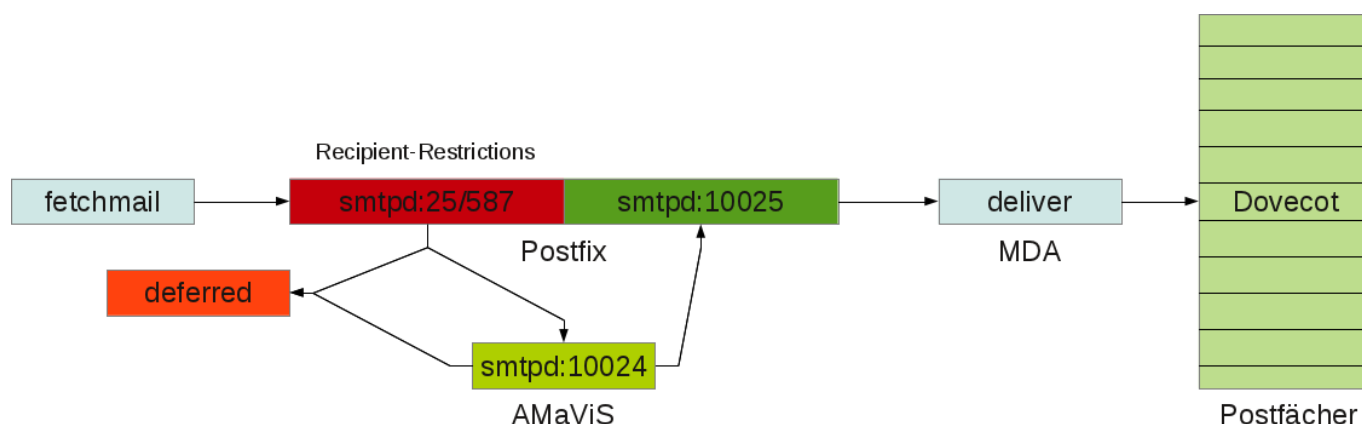 Recipient-Restrictions
fetchmail
smtpd:25/587
smtpd:10025
deliver
Dovecot
Postfix
MDA
deferred
smtpd:10024
AMaViS
Postfächer